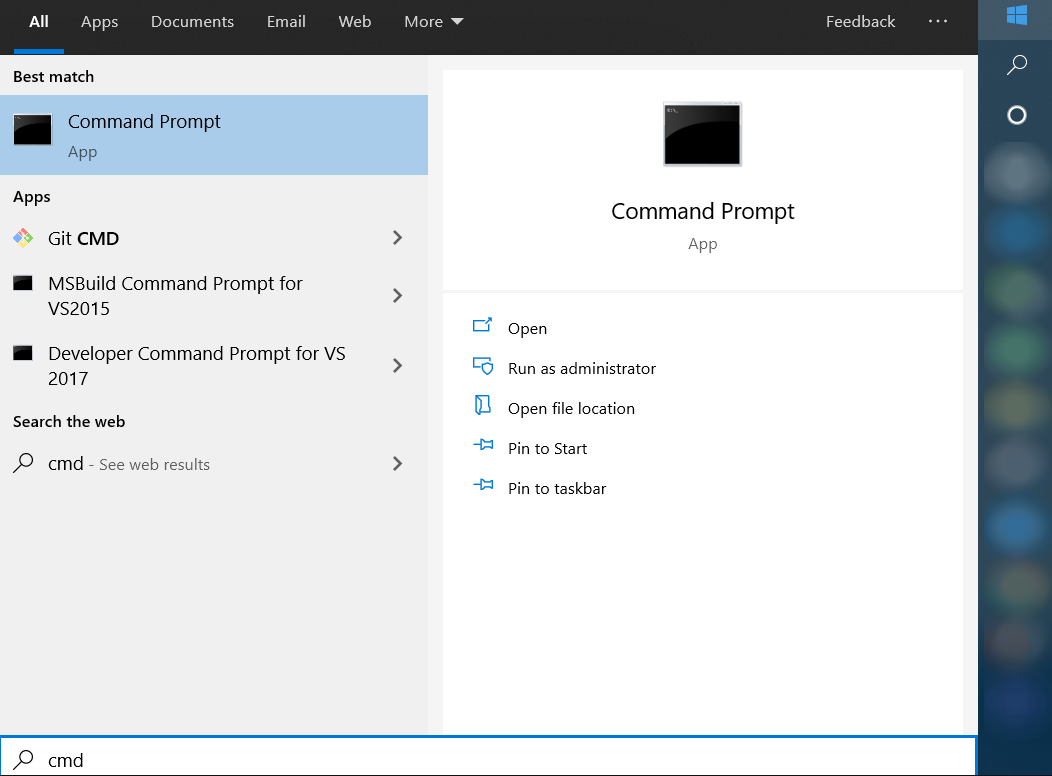 All Apps Documents Email Web More Feedback ...
Best match
Command Prompt
App
Apps
Git CMD
MSBuild Command Prompt for
VS2015
Developer Command Prompt for VS
2017
Search the web
cmd - See web results
Command Prompt
App
Open
Run as administrator
Open file location
Pin to Start
Pin to taskbar
cmd